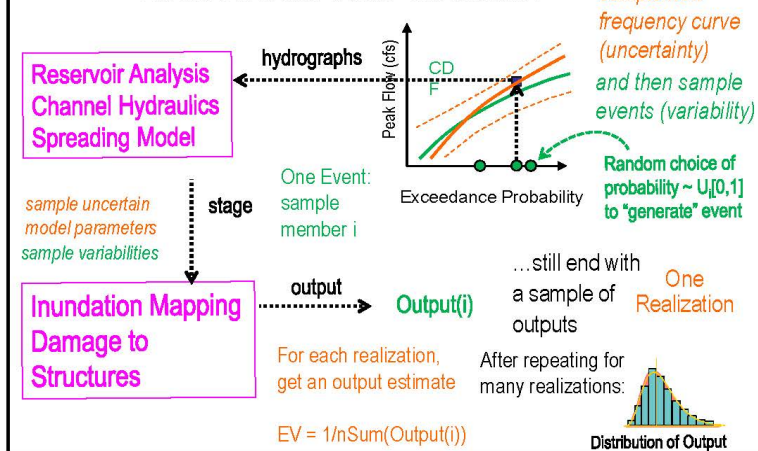 frequency curve
(uncertainty)
and then sample
events (variability)
hydrographs
Reservoir Analysis
Channel Hydraulics
Spreading Model
Peak Flow (cfs)
CD
F
Exceedance Probability
Random choice of
probability ~ Ui[0,1]
to "generate" event
One Event:
sample
member i
sample uncertain
model parameters
sample variabilities
stage
Inundation Mapping
Damage to
Structures
output
Output(i)
…still end with
a sample of
outputs
One
Realization
For each realization,
get an output estimate
EV = 1/nSum(Output(i))
After repeating for
many realizations:
Distribution of Output